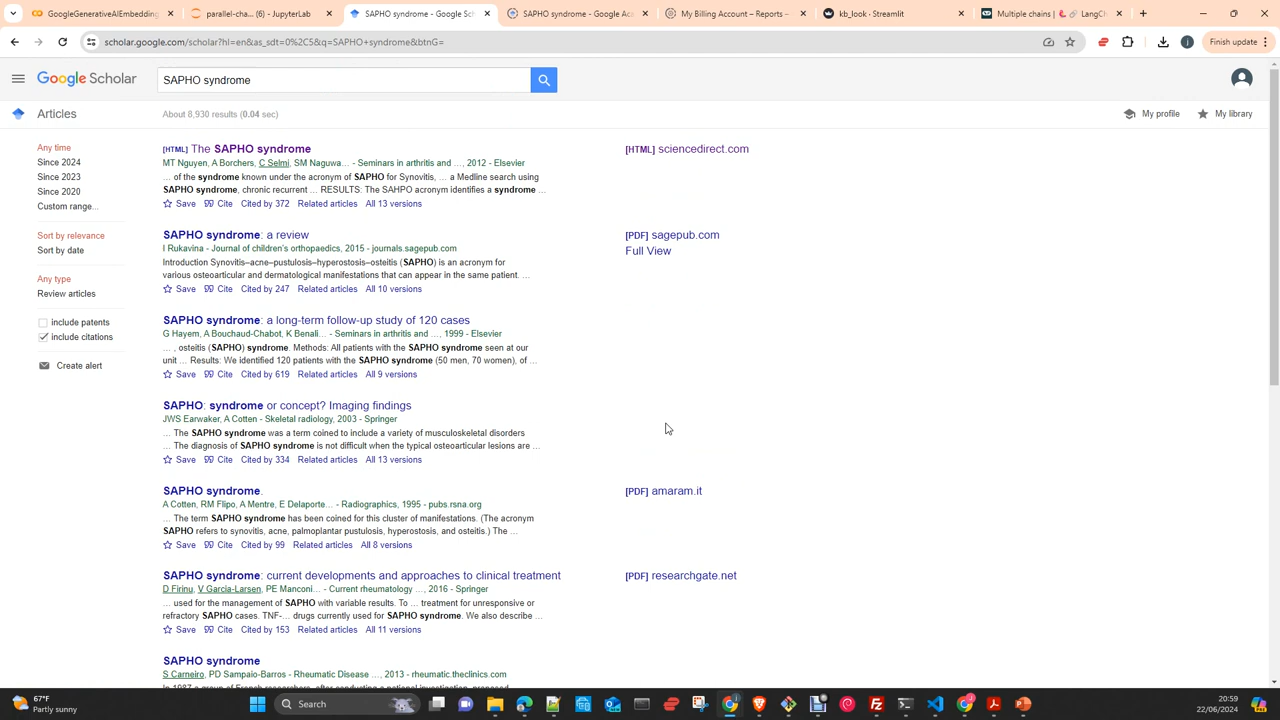 GoogleGenerativeAIEmbedding
parallel-cha... (6) - JupyterLab
SAPHO syndrome - Google Sch
SAPHO syndrome - Google Aca
My Billing Account – Reports –
kb_look - Streamlit
Multiple chains | 🦜️🔗 LangCh
scholar.google.com/scholar?hl=en&as_sdt=0%2C5&q=SAPHO+syndrome&btnG=
Finish update
Google Scholar
SAPHO syndrome
Articles
About 8,930 results (0.04 sec)
My profile
My library
Any time
Since 2024
Since 2023
Since 2020
Custom range...
Sort by relevance
Sort by date
Any type
Review articles
include patents
include citations
Create alert
[HTML] The SAPHO syndrome
MT Nguyen, A Borchers, C Selmi, SM Naguwa… - Seminars in arthritis and …, 2012 - Elsevier
… of the syndrome known under the acronym of SAPHO for Synovitis, … a Medline search using
SAPHO syndrome, chronic recurrent … RESULTS: The SAHPO acronym identifies a syndrome …
Save Cite Cited by 372 Related articles All 13 versions
[HTML] sciencedirect.com
SAPHO syndrome: a review
I Rukavina - Journal of children's orthopaedics, 2015 - journals.sagepub.com
Introduction Synovitis–acne–pustulosis–hyperostosis–osteitis (SAPHO) is an acronym for
various osteoarticular and dermatological manifestations that can appear in the same patient. …
Save Cite Cited by 247 Related articles All 10 versions
[PDF] sagepub.com
Full View
SAPHO syndrome: a long-term follow-up study of 120 cases
G Hayem, A Bouchaud-Chabot, K Benali… - Seminars in arthritis and …, 1999 - Elsevier
… , osteitis (SAPHO) syndrome. Methods: All patients with the SAPHO syndrome seen at our
unit … Results: We identified 120 patients with the SAPHO syndrome (50 men, 70 women), of …
Save Cite Cited by 619 Related articles All 9 versions
SAPHO: syndrome or concept? Imaging findings
JWS Earwaker, A Cotten - Skeletal radiology, 2003 - Springer
… The SAPHO syndrome was a term coined to include a variety of musculoskeletal disorders
… The diagnosis of SAPHO syndrome is not difficult when the typical osteoarticular lesions are …
Save Cite Cited by 334 Related articles All 13 versions
SAPHO syndrome.
A Cotten, RM Flipo, A Mentre, E Delaporte… - Radiographics, 1995 - pubs.rsna.org
… The term SAPHO syndrome has been coined for this cluster of manifestations. (The acronym
SAPHO refers to synovitis, acne, palmoplantar pustulosis, hyperostosis, and osteitis.) The …
Save Cite Cited by 99 Related articles All 8 versions
[PDF] amaram.it
SAPHO syndrome: current developments and approaches to clinical treatment
D Firinu, V Garcia-Larsen, PE Manconi… - Current rheumatology …, 2016 - Springer
… used for the management of SAPHO with variable results. To … treatment for unresponsive or
refractory SAPHO cases. TNF-… drugs currently used for SAPHO syndrome. We also describe …
Save Cite Cited by 153 Related articles All 11 versions
[PDF] researchgate.net
SAPHO syndrome
S Carneiro, PD Sampaio-Barros - Rheumatic Disease …, 2013 - rheumatic.theclinics.com
67°F
Partly sunny
Search
20:59
22/06/2024